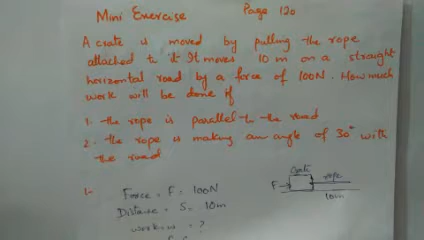 Mini Exercise Page 120
A crate is moved by pulling the rope
attached to it. It moves 10 m on a straight
horizontal road by a force of 100N. How much
work will be done if
1. the rope is parallel to the road
2. the rope is making an angle of 30° with
the road
1- Force = F = 100N
Distance = S = 10m
work = w = ?
Crate
F rope
10m